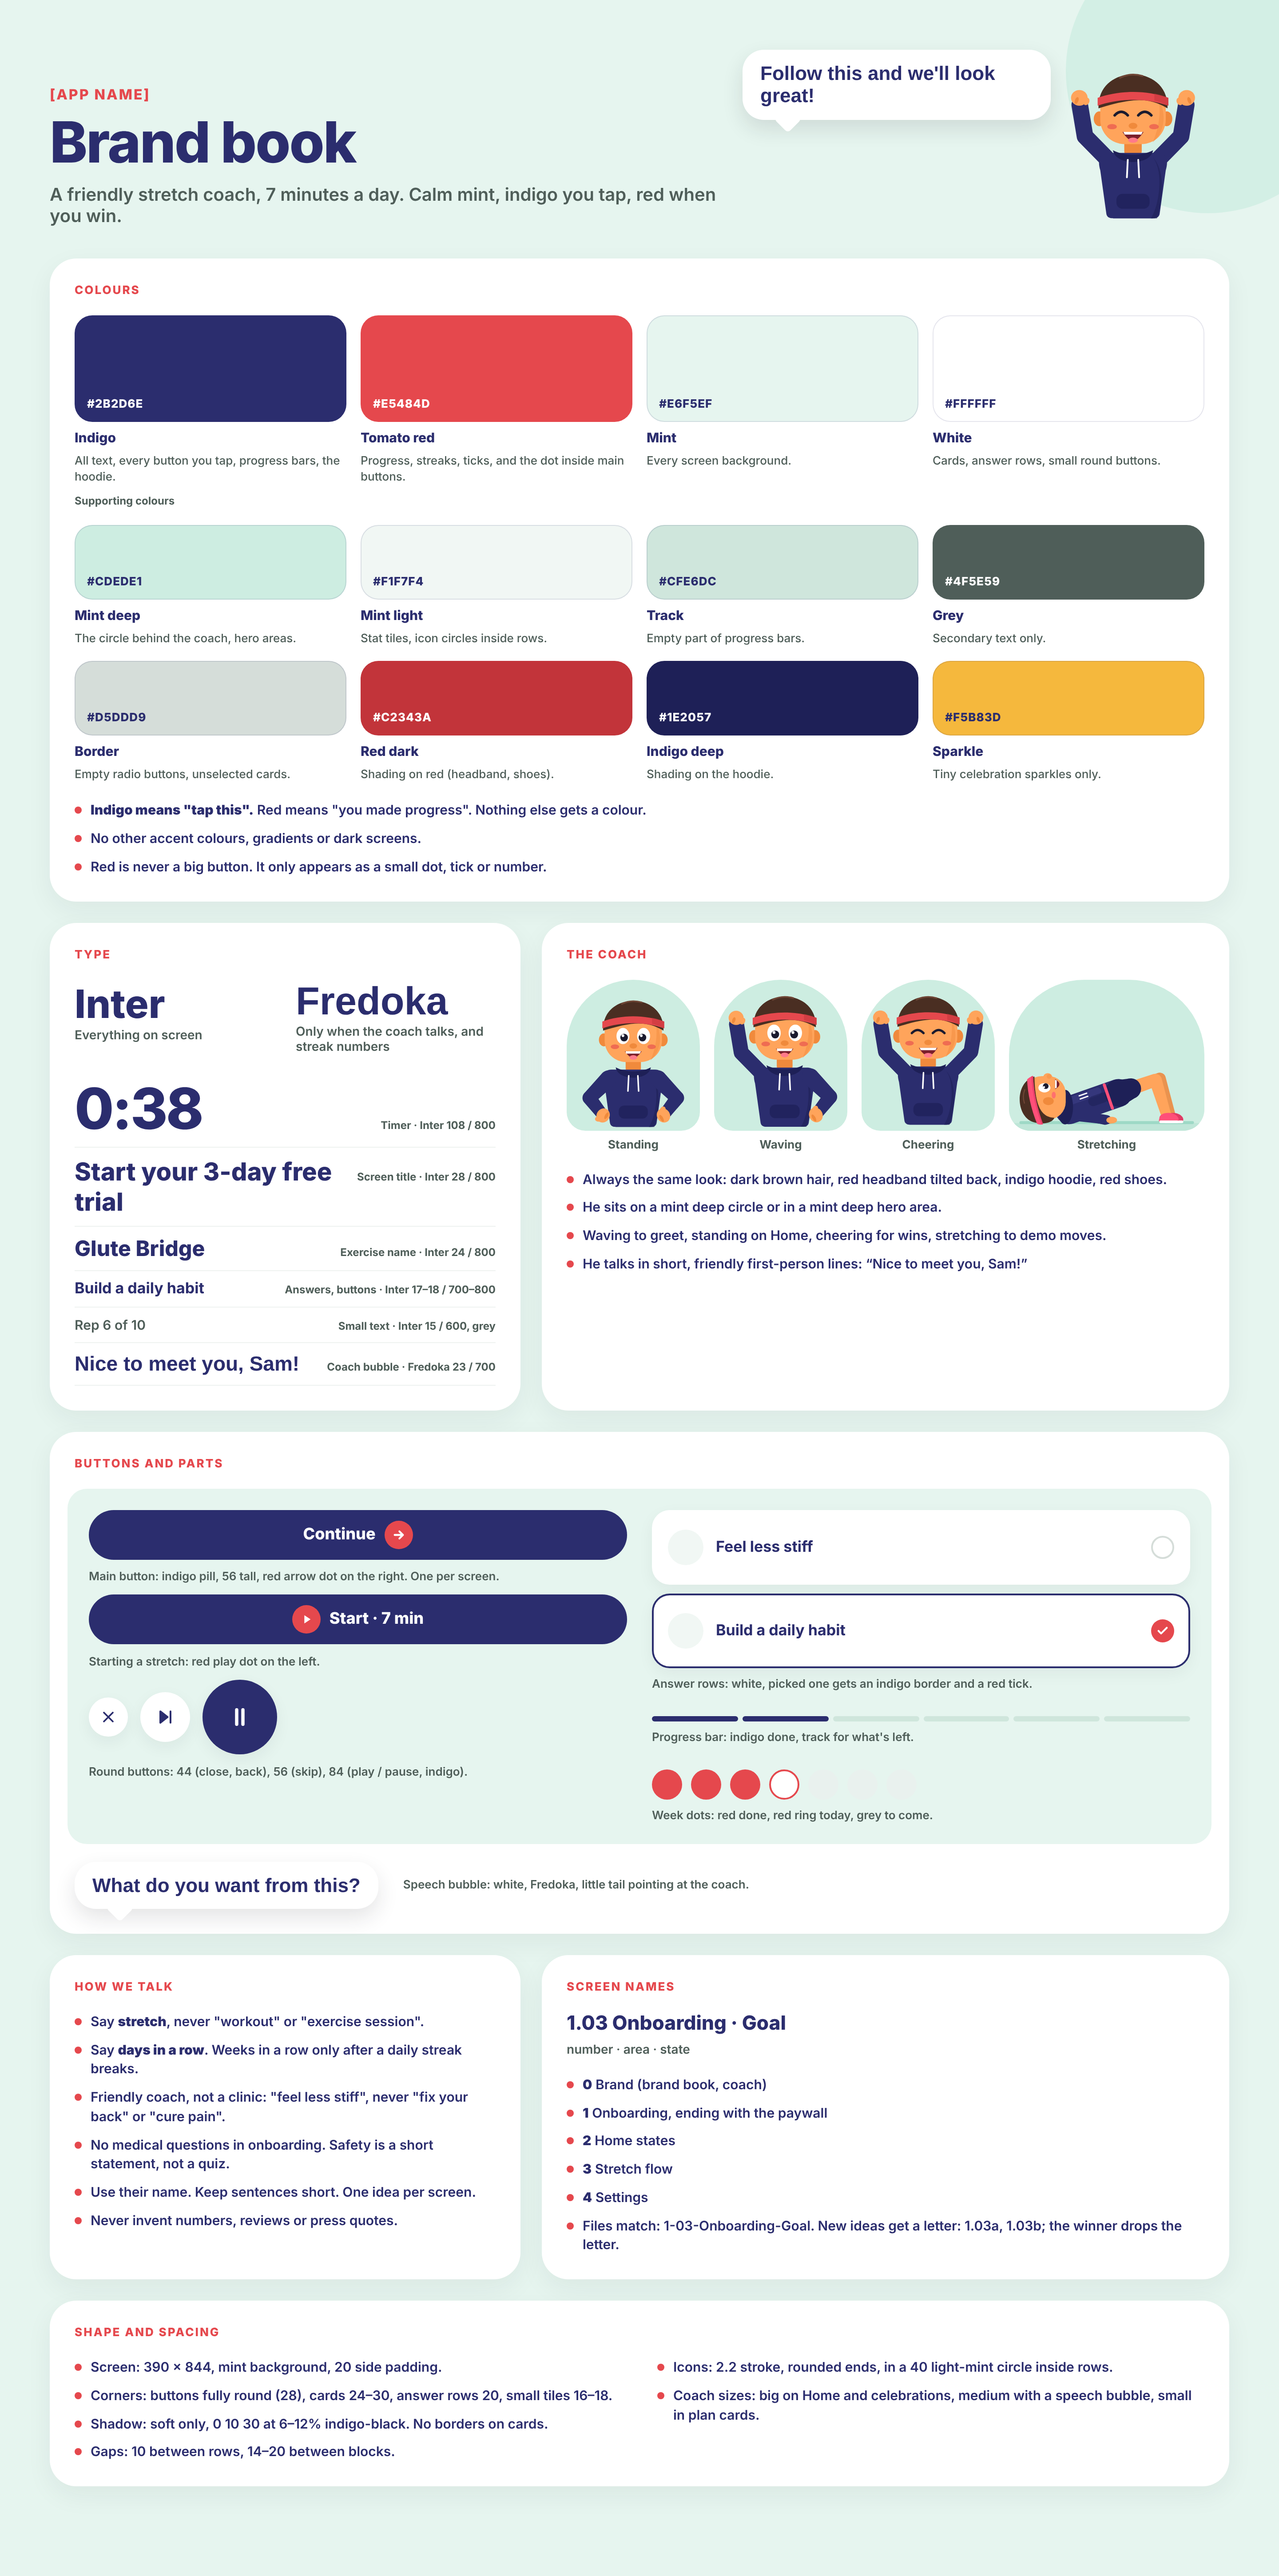 [APP NAME]
Brand book
A friendly stretch coach, 7 minutes a day. Calm mint, indigo you tap, red when
you win.
Follow this and we'll look
great!
COLOURS
#2B2D6E
#E5484D
#E6F5EF
#FFFFFF
Indigo
Tomato red
Mint
White
All text, every button you tap, progress bars, the
hoodie.
Progress, streaks, ticks, and the dot inside main
buttons.
Every screen background.
Cards, answer rows, small round buttons.
Supporting colours
#CDEDE1
#F1F7F4
#CFE6DC
#4F5E59
Mint deep
Mint light
Track
Grey
The circle behind the coach, hero areas.
Stat tiles, icon circles inside rows.
Empty part of progress bars.
Secondary text only.
#D5DDD9
#C2343A
#1E2057
#F5B83D
Border
Red dark
Indigo deep
Sparkle
Empty radio buttons, unselected cards.
Shading on red (headband, shoes).
Shading on the hoodie.
Tiny celebration sparkles only.
Indigo means "tap this". Red means "you made progress". Nothing else gets a colour.
No other accent colours, gradients or dark screens.
Red is never a big button. It only appears as a small dot, tick or number.
TYPE
Inter
Everything on screen
Fredoka
Only when the coach talks, and
streak numbers
0:38
Timer · Inter 108 / 800
Start your 3-day free
trial
Screen title · Inter 28 / 800
Glute Bridge
Exercise name · Inter 24 / 800
Build a daily habit
Answers, buttons · Inter 17–18 / 700–800
Rep 6 of 10
Small text · Inter 15 / 600, grey
Nice to meet you, Sam!
Coach bubble · Fredoka 23 / 700
THE COACH
Standing
Waving
Cheering
Stretching
Always the same look: dark brown hair, red headband tilted back, indigo hoodie, red shoes.
He sits on a mint deep circle or in a mint deep hero area.
Waving to greet, standing on Home, cheering for wins, stretching to demo moves.
He talks in short, friendly first-person lines: “Nice to meet you, Sam!”
BUTTONS AND PARTS
Continue
Main button: indigo pill, 56 tall, red arrow dot on the right. One per screen.
Start · 7 min
Starting a stretch: red play dot on the left.
Round buttons: 44 (close, back), 56 (skip), 84 (play / pause, indigo).
Feel less stiff
Build a daily habit
Answer rows: white, picked one gets an indigo border and a red tick.
Progress bar: indigo done, track for what's left.
Week dots: red done, red ring today, grey to come.
What do you want from this?
Speech bubble: white, Fredoka, little tail pointing at the coach.
HOW WE TALK
Say stretch, never "workout" or "exercise session".
Say days in a row. Weeks in a row only after a daily streak
breaks.
Friendly coach, not a clinic: "feel less stiff", never "fix your
back" or "cure pain".
No medical questions in onboarding. Safety is a short
statement, not a quiz.
Use their name. Keep sentences short. One idea per screen.
Never invent numbers, reviews or press quotes.
SCREEN NAMES
1.03 Onboarding · Goal
number · area · state
0 Brand (brand book, coach)
1 Onboarding, ending with the paywall
2 Home states
3 Stretch flow
4 Settings
Files match: 1-03-Onboarding-Goal. New ideas get a letter: 1.03a, 1.03b; the winner drops the
letter.
SHAPE AND SPACING
Screen: 390 × 844, mint background, 20 side padding.
Corners: buttons fully round (28), cards 24–30, answer rows 20, small tiles 16–18.
Shadow: soft only, 0 10 30 at 6–12% indigo-black. No borders on cards.
Gaps: 10 between rows, 14–20 between blocks.
Icons: 2.2 stroke, rounded ends, in a 40 light-mint circle inside rows.
Coach sizes: big on Home and celebrations, medium with a speech bubble, small
in plan cards.